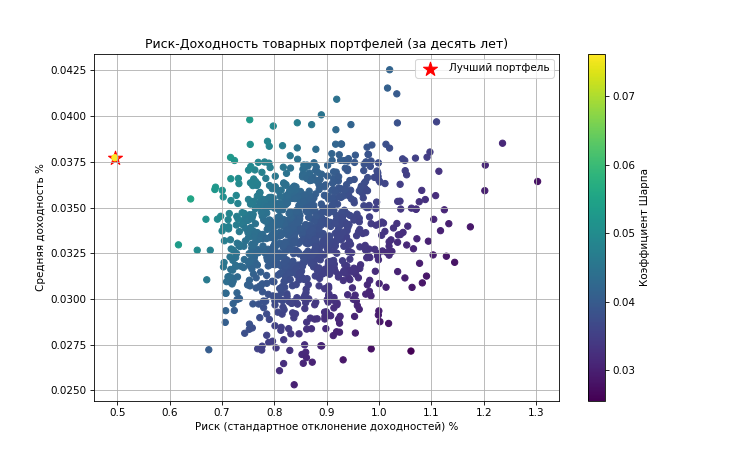 Риск-Доходность товарных портфелей (за десять лет)
Лучший портфель
Средняя доходность %
0.0425
0.0400
0.0375
0.0350
0.0325
0.0300
0.0275
0.0250
0.5 0.6 0.7 0.8 0.9 1.0 1.1 1.2 1.3
Риск (стандартное отклонение доходностей) %
0.07
0.06
0.05
0.04
0.03
Коэффициент Шарпа